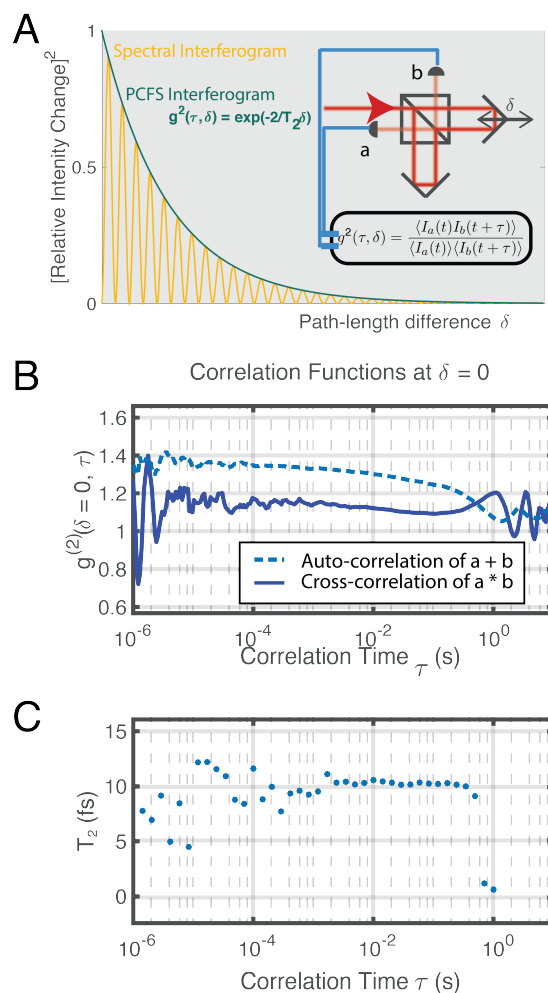 A
1
Spectral Interferogram
PCFS Interferogram
g²(τ,δ) = exp(-2/T₂δ)
b
δ
a
0.5
g²(τ, δ) = ⟨I_a(t)I_b(t + τ)⟩ / ⟨I_a(t)⟩⟨I_b(t + τ)⟩
0
[Relative Intenity Change]²
Path-length difference δ
B
Correlation Functions at δ = 0
1.6
1.4
1.2
1
0.8
0.6
g⁽²⁾(δ = 0, τ)
Auto-correlation of a + b
Cross-correlation of a * b
10⁻⁶ 10⁻⁴ 10⁻² 10⁰
Correlation Time τ (s)
C
15
10
5
0
T₂ (fs)
10⁻⁶ 10⁻⁴ 10⁻² 10⁰
Correlation Time τ (s)